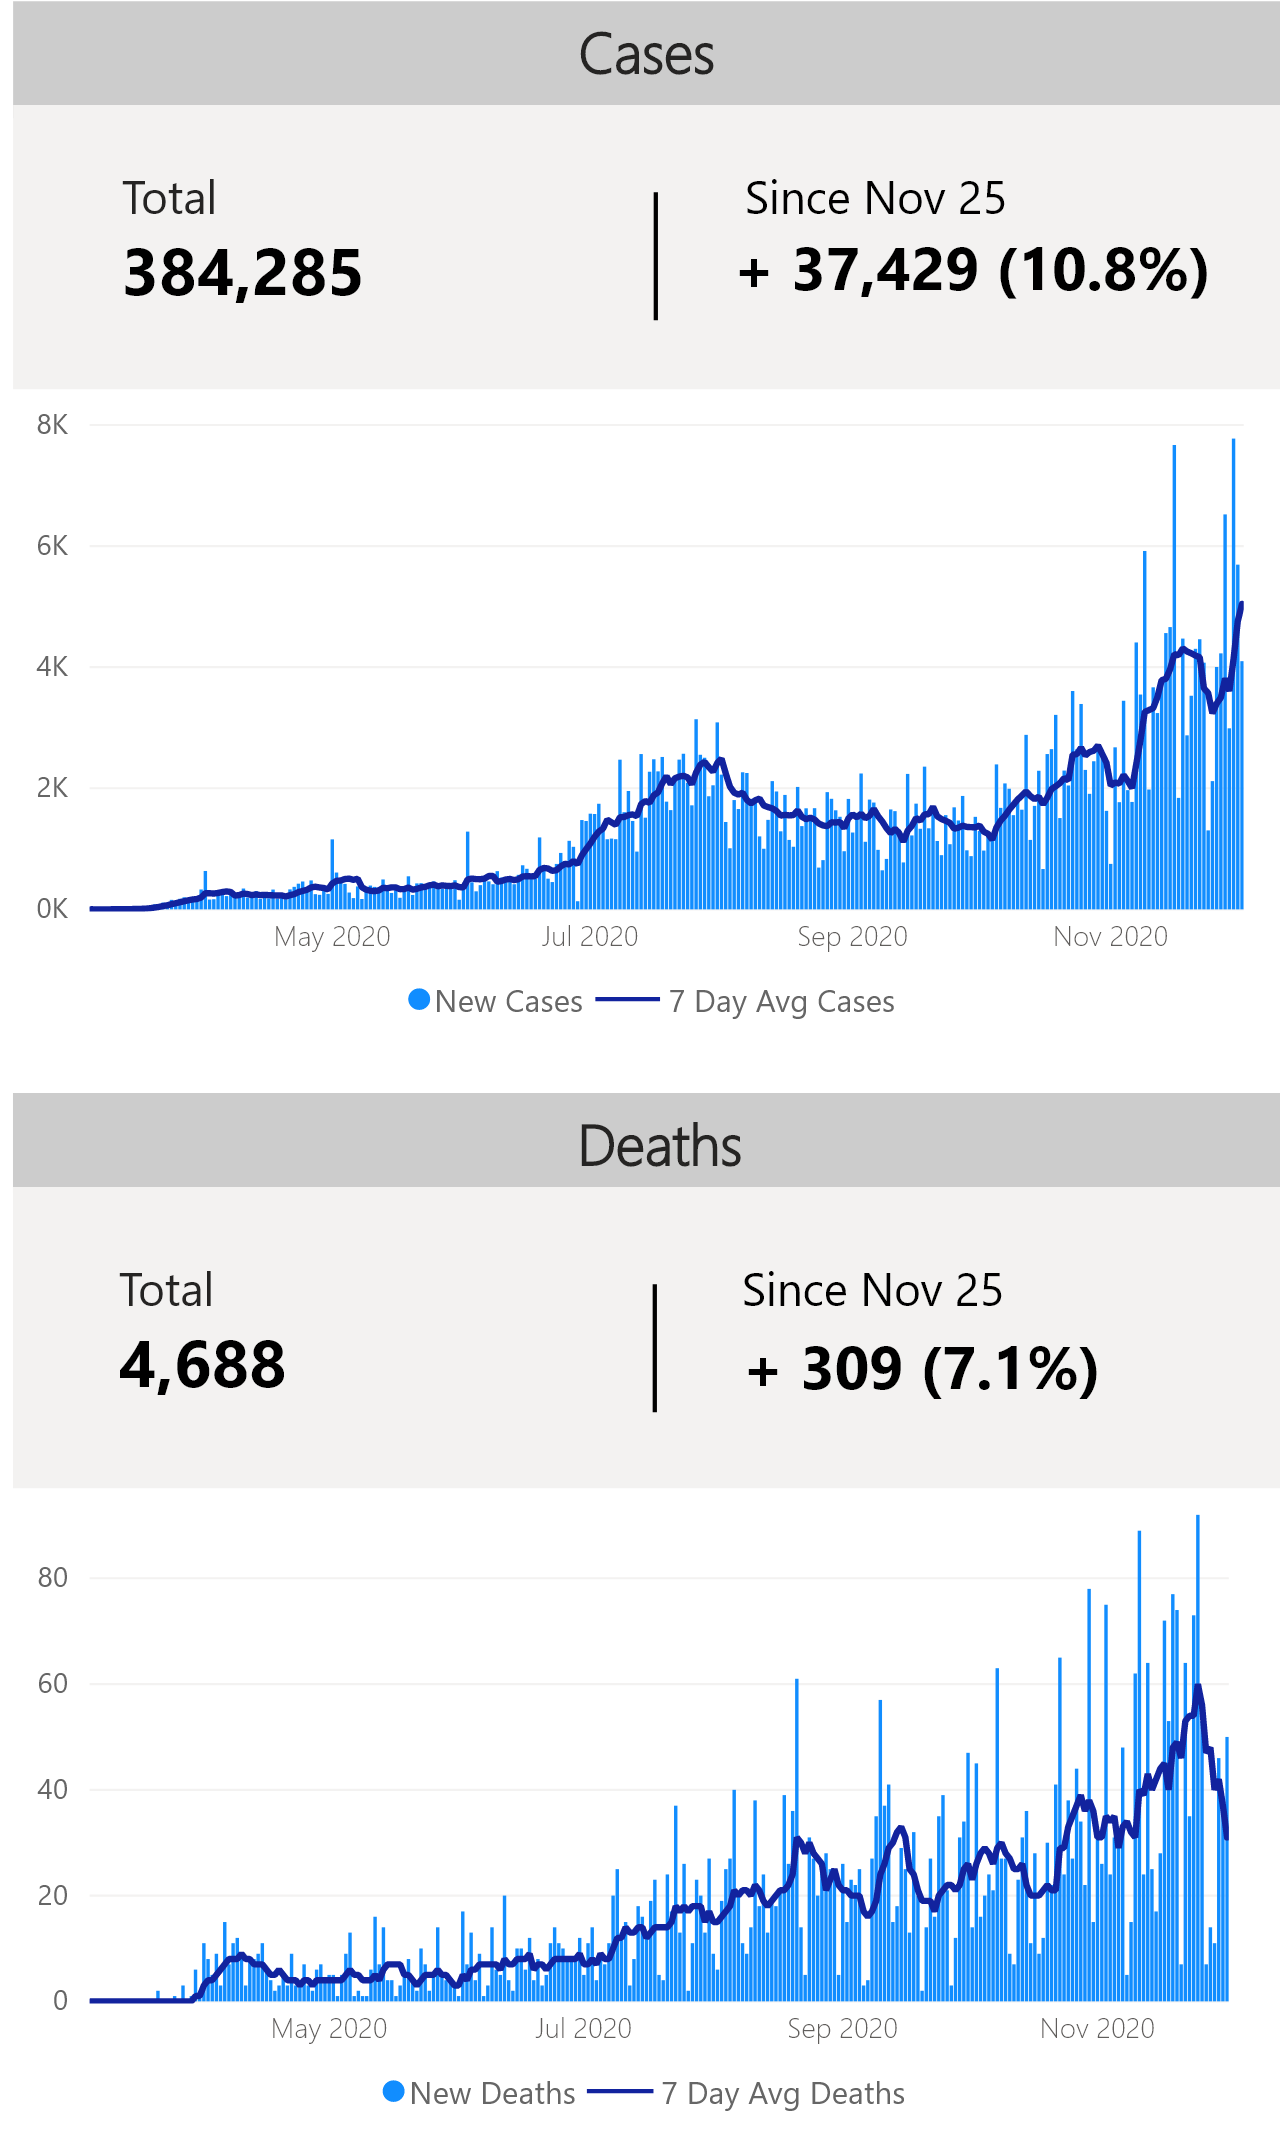 Cases
Total
Since Nov 25
384,285
+ 37,429 (10.8%)
8K
6K
4K
2K
0K
May 2020
Jul 2020
Sep 2020
Nov 2020
New Cases
7 Day Avg Cases
Deaths
Total
Since Nov 25
4,688
+ 309 (7.1%)
80
60
40
20
0
May 2020
Jul 2020
Sep 2020
Nov 2020
New Deaths
7 Day Avg Deaths